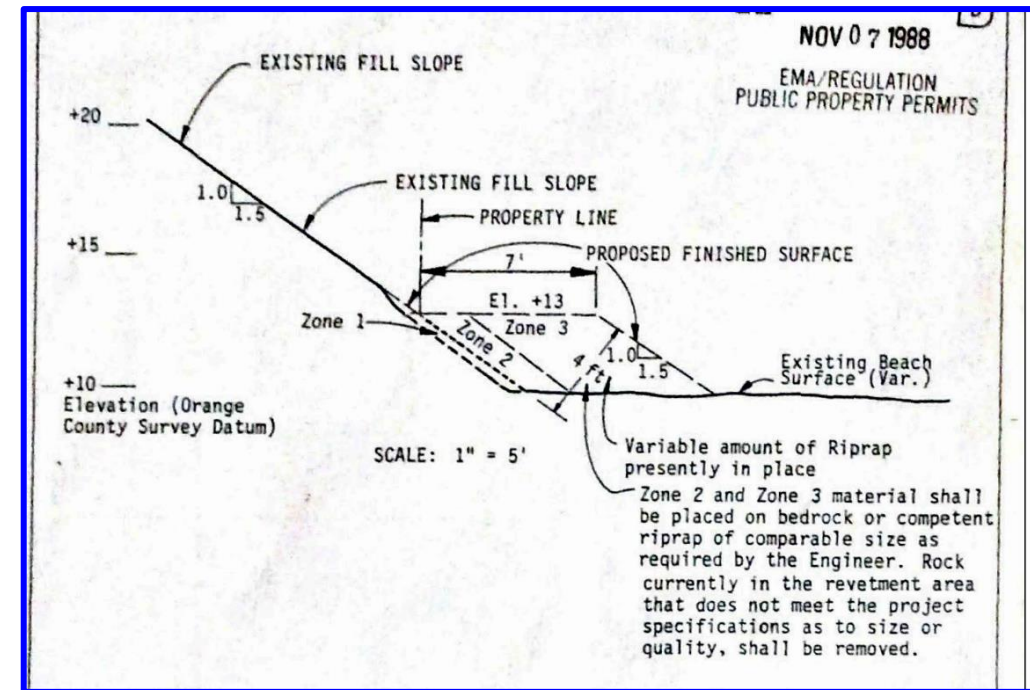 NOV 07 1988
EMA/REGULATION
PUBLIC PROPERTY PERMITS
EXISTING FILL SLOPE
+20
1.0
1.5
EXISTING FILL SLOPE
PROPERTY LINE
+15
PROPOSED FINISHED SURFACE
7'
El. +13
Zone 1
Zone 2
Zone 3
4 ft
1.0
1.5
Existing Beach
Surface (Var.)
+10
Elevation (Orange
County Survey Datum)
SCALE: 1" = 5'
Variable amount of Riprap
presently in place
Zone 2 and Zone 3 material shall
be placed on bedrock or competent
riprap of comparable size as
required by the Engineer. Rock
currently in the revetment area
that does not meet the project
specifications as to size or
quality, shall be removed.